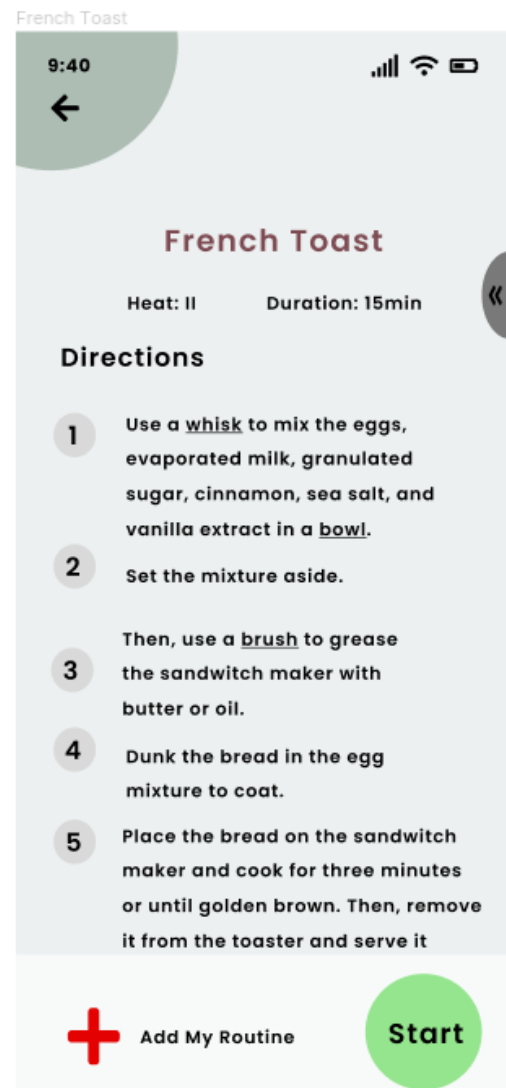 French Toast
9:40
French Toast
Heat: II
Duration: 15min
Directions
1
Use a whisk to mix the eggs,
evaporated milk, granulated
sugar, cinnamon, sea salt, and
vanilla extract in a bowl.
2
Set the mixture aside.
3
Then, use a brush to grease
the sandwitch maker with
butter or oil.
4
Dunk the bread in the egg
mixture to coat.
5
Place the bread on the sandwitch
maker and cook for three minutes
or until golden brown. Then, remove
it from the toaster and serve it
Add My Routine
Start